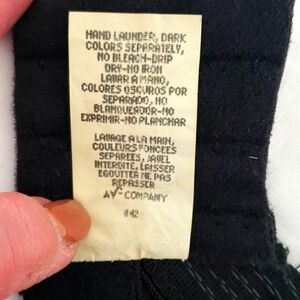 HAND LAUNDER, DARK
COLORS SEPARATELY,
NO BLEACH-DRIP
DRY-NO IRON
LAVAR A MANO,
COLORES OSCUROS POR
SEPARADO, NO
BLANQUEADOR-NO
EXPRIMIR-NO PLANCHAR
LAVAGE A LA MAIN,
COULEURS FONCEES
SEPAREES, JAVEL
INTERDITE, LAISSER
EGOUTTER NE PAS
REPASSER
AV COMPANY
042